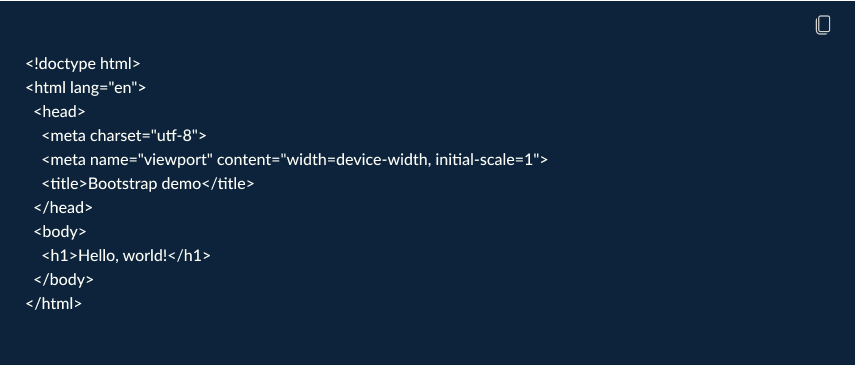 <!doctype html>
<html lang="en">
  <head>
    <meta charset="utf-8">
    <meta name="viewport" content="width=device-width, initial-scale=1">
    <title>Bootstrap demo</title>
  </head>
  <body>
    <h1>Hello, world!</h1>
  </body>
</html>